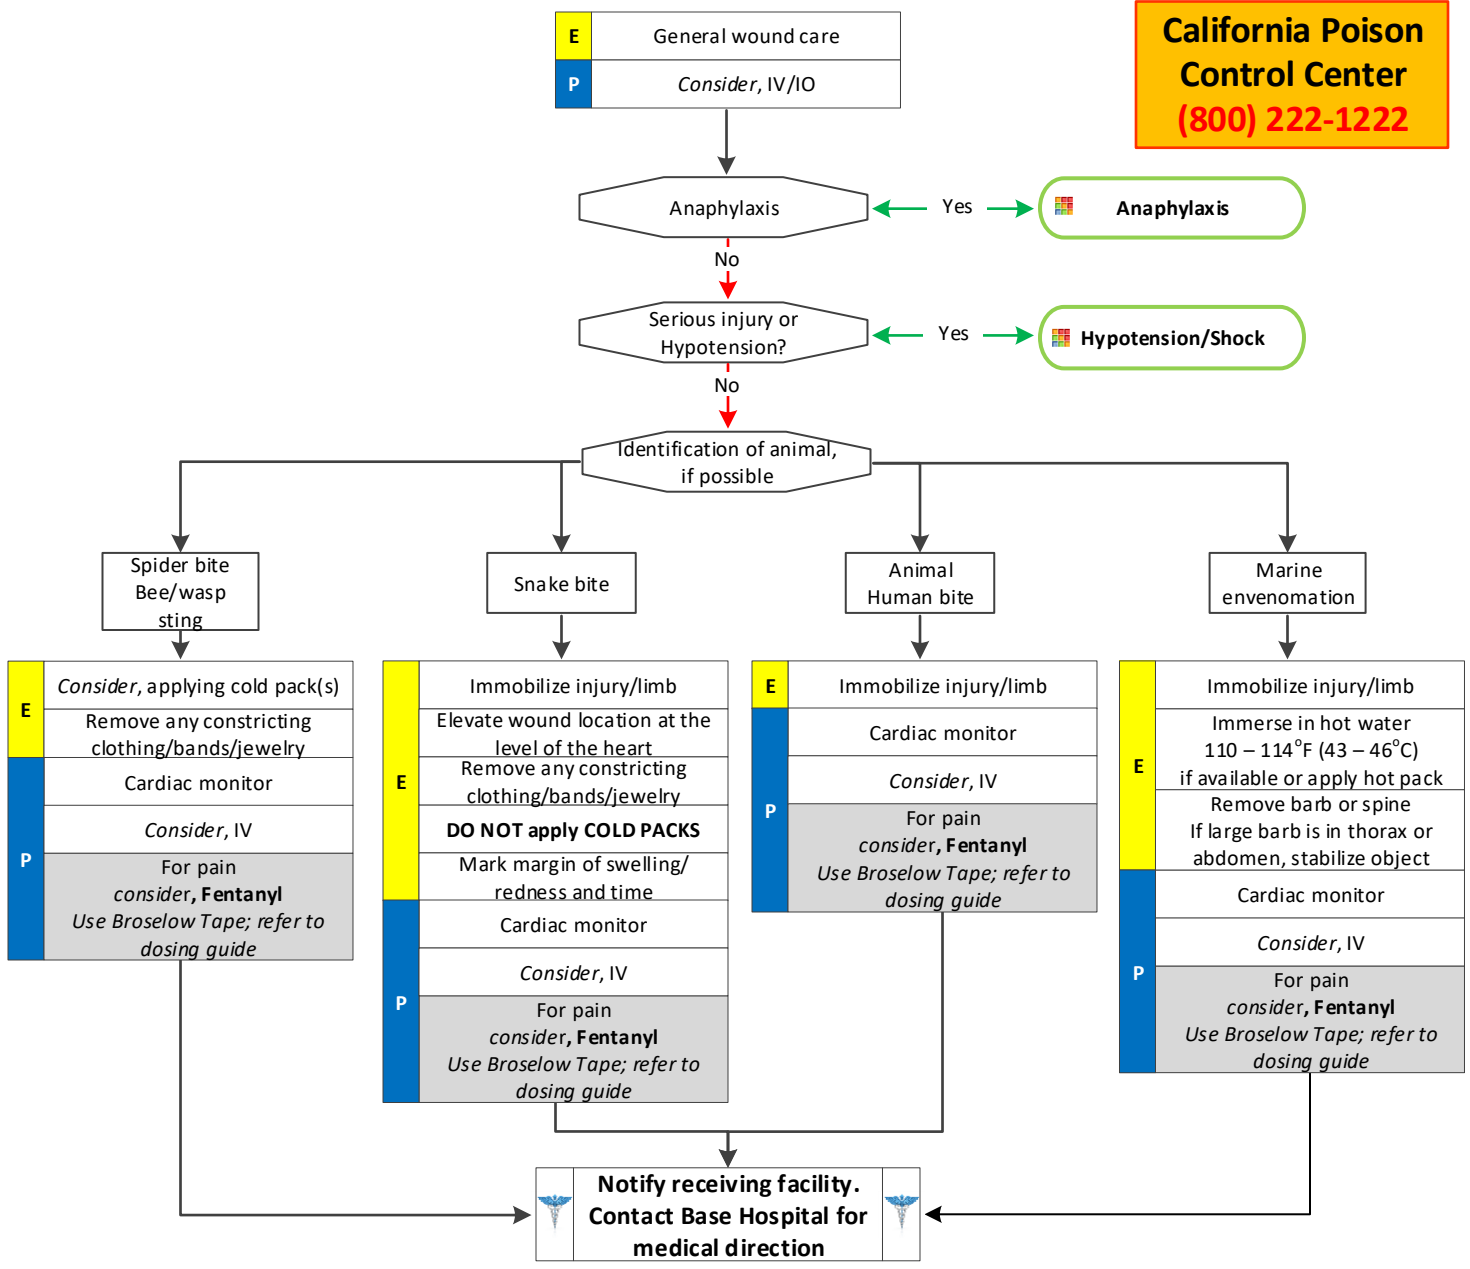 E
General wound care
P
Consider, IV/IO
California Poison
Control Center
(800) 222-1222
Anaphylaxis
Yes
Anaphylaxis
No
Serious injury or
Hypotension?
Yes
Hypotension/Shock
No
Identification of animal,
if possible
Spider bite
Bee/wasp
sting
Snake bite
Animal
Human bite
Marine
envenomation
E
Consider, applying cold pack(s)
Remove any constricting
clothing/bands/jewelry
P
Cardiac monitor
Consider, IV
For pain
consider, Fentanyl
Use Broselow Tape; refer to
dosing guide
E
Immobilize injury/limb
Elevate wound location at the
level of the heart
Remove any constricting
clothing/bands/jewelry
DO NOT apply COLD PACKS
Mark margin of swelling/
redness and time
P
Cardiac monitor
Consider, IV
For pain
consider, Fentanyl
Use Broselow Tape; refer to
dosing guide
E
Immobilize injury/limb
P
Cardiac monitor
Consider, IV
For pain
consider, Fentanyl
Use Broselow Tape; refer to
dosing guide
E
Immobilize injury/limb
Immerse in hot water
110 – 114°F (43 – 46°C)
if available or apply hot pack
Remove barb or spine
If large barb is in thorax or
abdomen, stabilize object
P
Cardiac monitor
Consider, IV
For pain
consider, Fentanyl
Use Broselow Tape; refer to
dosing guide
Notify receiving facility.
Contact Base Hospital for
medical direction